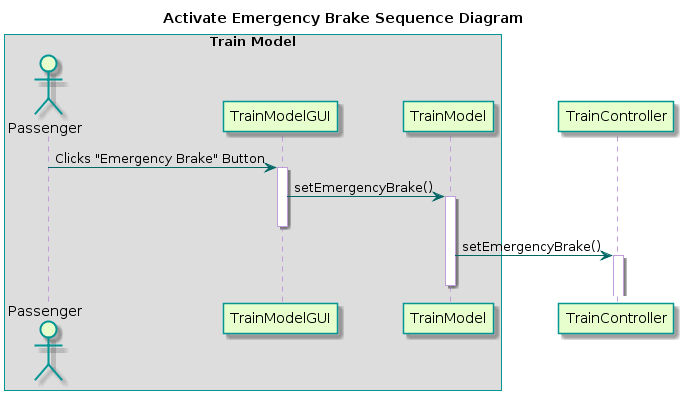 Activate Emergency Brake Sequence Diagram
Train Model
Passenger
TrainModelGUI
TrainModel
TrainController
Clicks "Emergency Brake" Button
setEmergencyBrake()
setEmergencyBrake()
Passenger
TrainModelGUI
TrainModel
TrainController